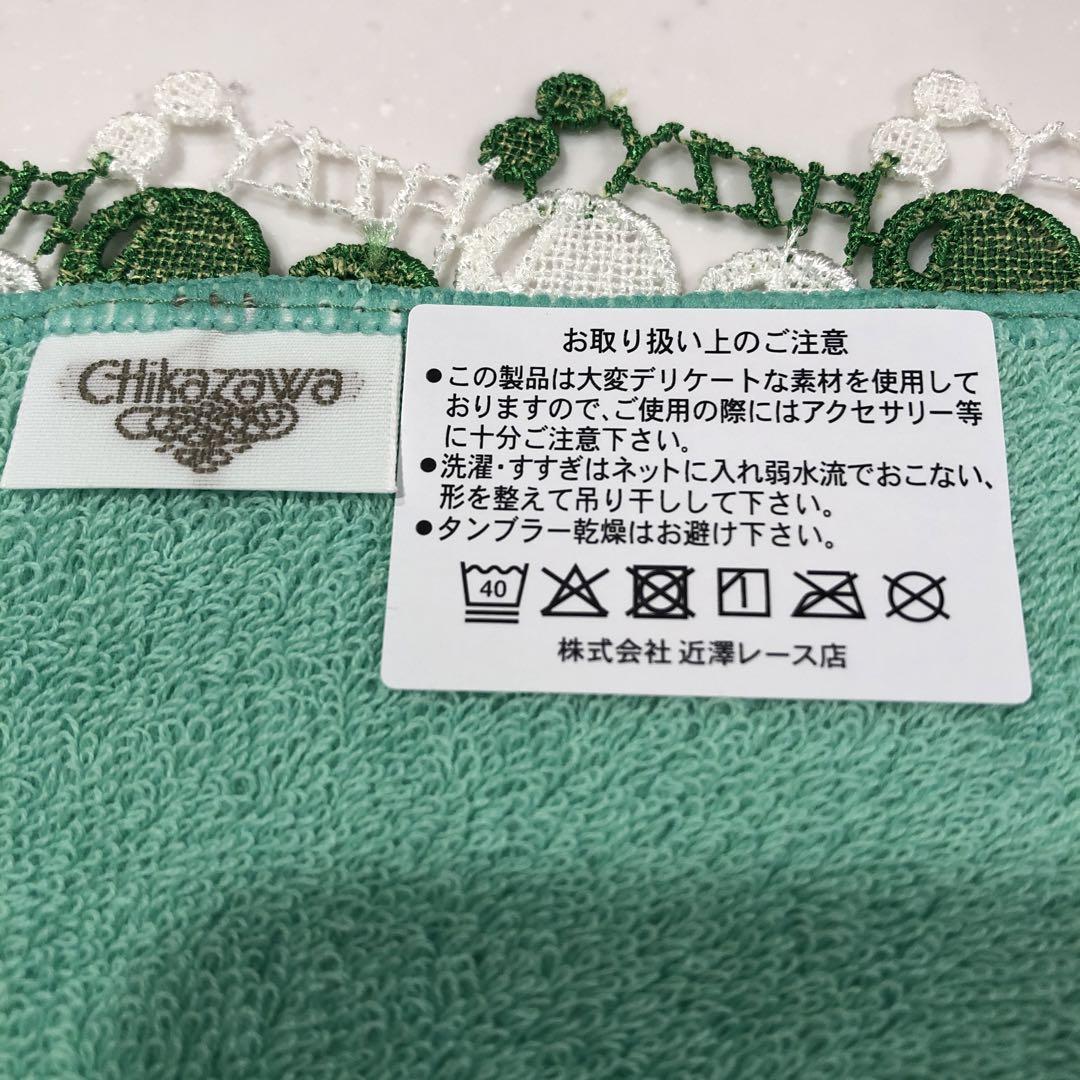 CHikazawa
お取り扱い上のご注意
●この製品は大変デリケートな素材を使用して
おりますので、ご使用の際にはアクセサリー等
に十分ご注意下さい。
●洗濯・すすぎはネットに入れ弱水流でおこない、
形を整えて吊り干しして下さい。
●タンブラー乾燥はお避け下さい。
40
株式会社 近澤レース店